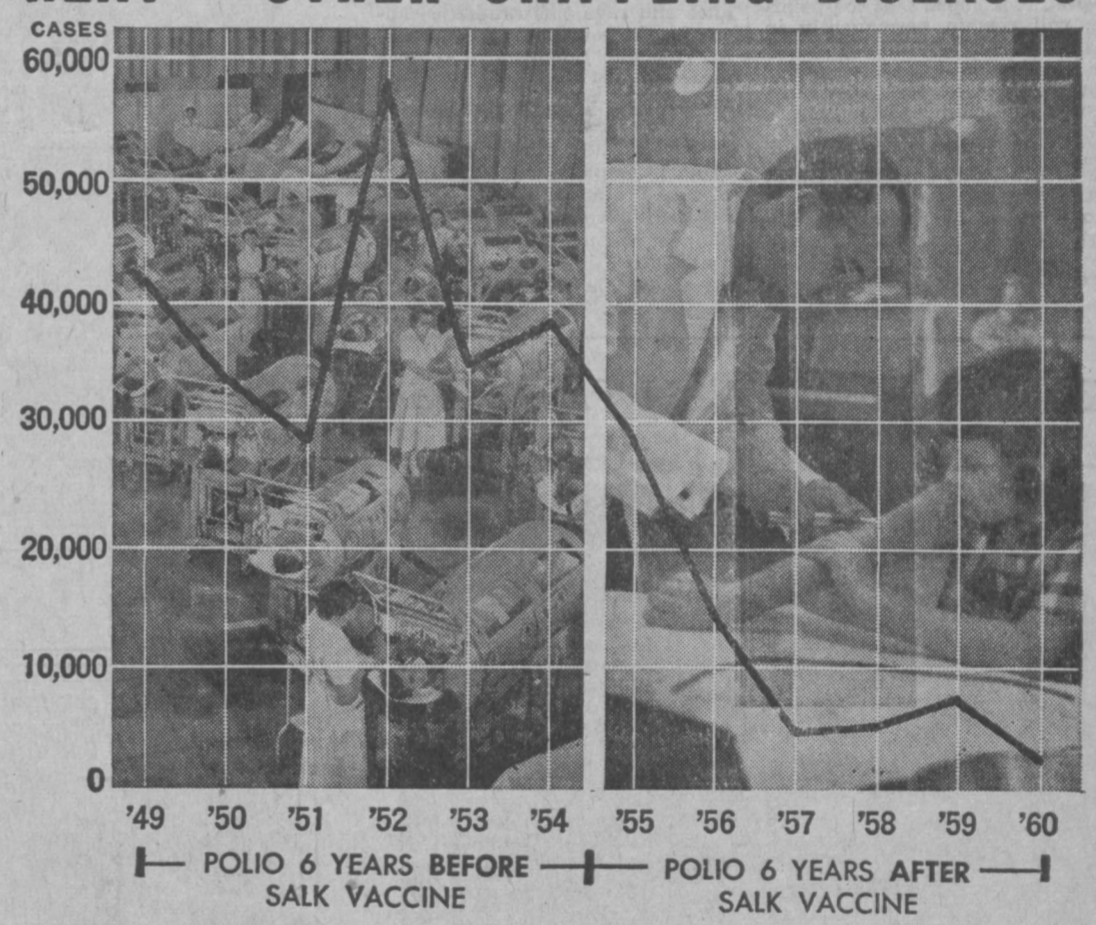 CASES
60,000
50,000
40,000
30,000
20,000
10,000
0
'49 '50 '51 '52 '53 '54 '55 '56 '57 '58 '59 '60
POLIO 6 YEARS BEFORE
SALK VACCINE
POLIO 6 YEARS AFTER
SALK VACCINE